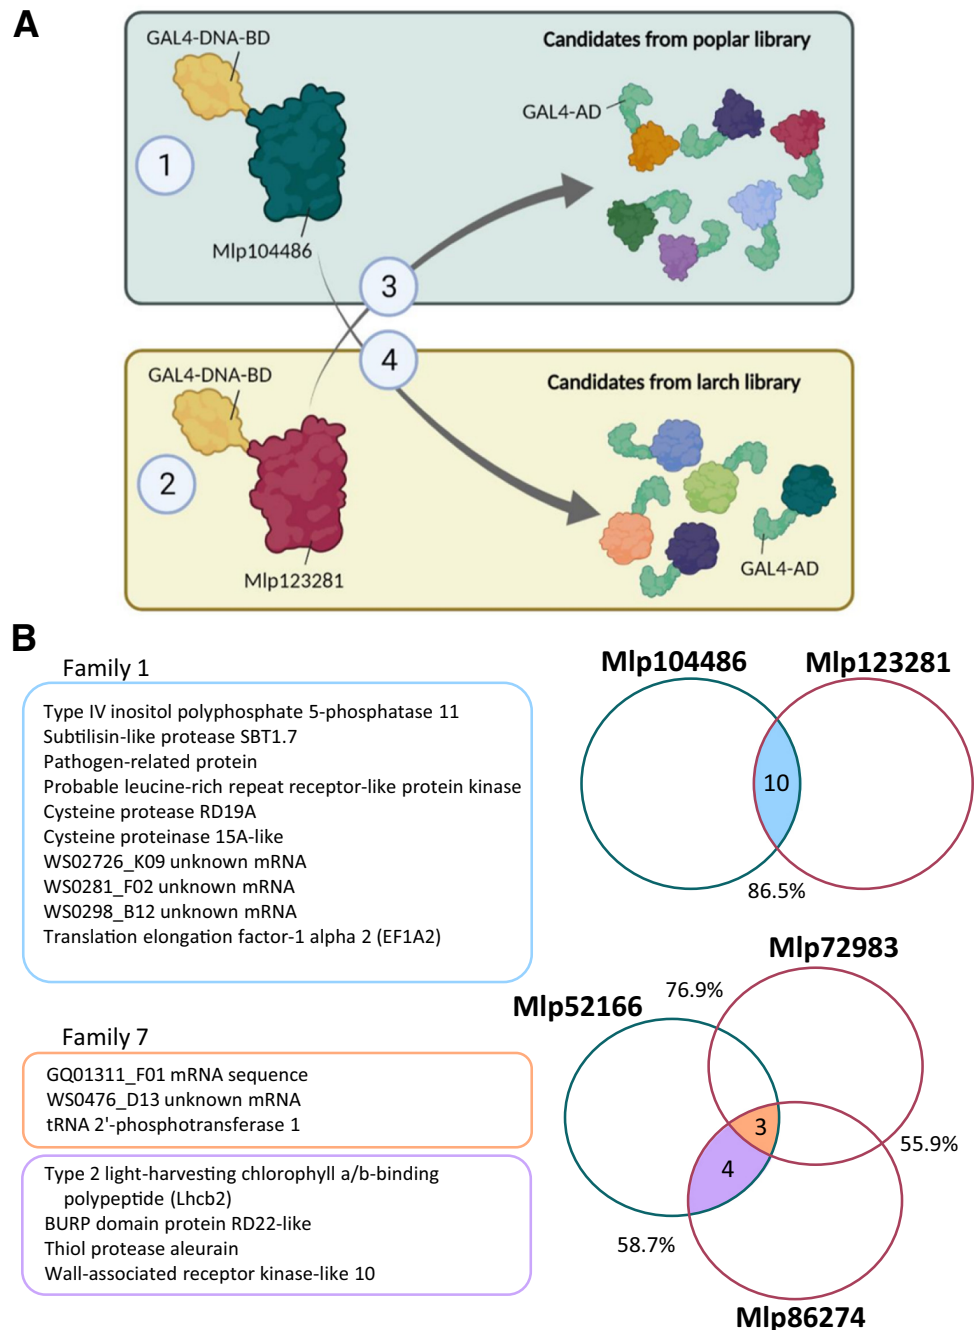 A
GAL4-DNA-BD
Candidates from poplar library
GAL4-AD
1
Mlp104486
3
4
GAL4-DNA-BD
Candidates from larch library
2
GAL4-AD
Mlp123281
B
Family 1
Type IV inositol polyphosphate 5-phosphatase 11
Subtilisin-like protease SBT1.7
Pathogen-related protein
Probable leucine-rich repeat receptor-like protein kinase
Cysteine protease RD19A
Cysteine proteinase 15A-like
WS02726_K09 unknown mRNA
WS0281_F02 unknown mRNA
WS0298_B12 unknown mRNA
Translation elongation factor-1 alpha 2 (EF1A2)
Mlp104486
Mlp123281
10
86.5%
Family 7
GQ01311_F01 mRNA sequence
WS0476_D13 unknown mRNA
tRNA 2'-phosphotransferase 1
Type 2 light-harvesting chlorophyll a/b-binding
polypeptide (Lhcb2)
BURP domain protein RD22-like
Thiol protease aleurain
Wall-associated receptor kinase-like 10
Mlp72983
76.9%
Mlp52166
3
4
55.9%
58.7%
Mlp86274